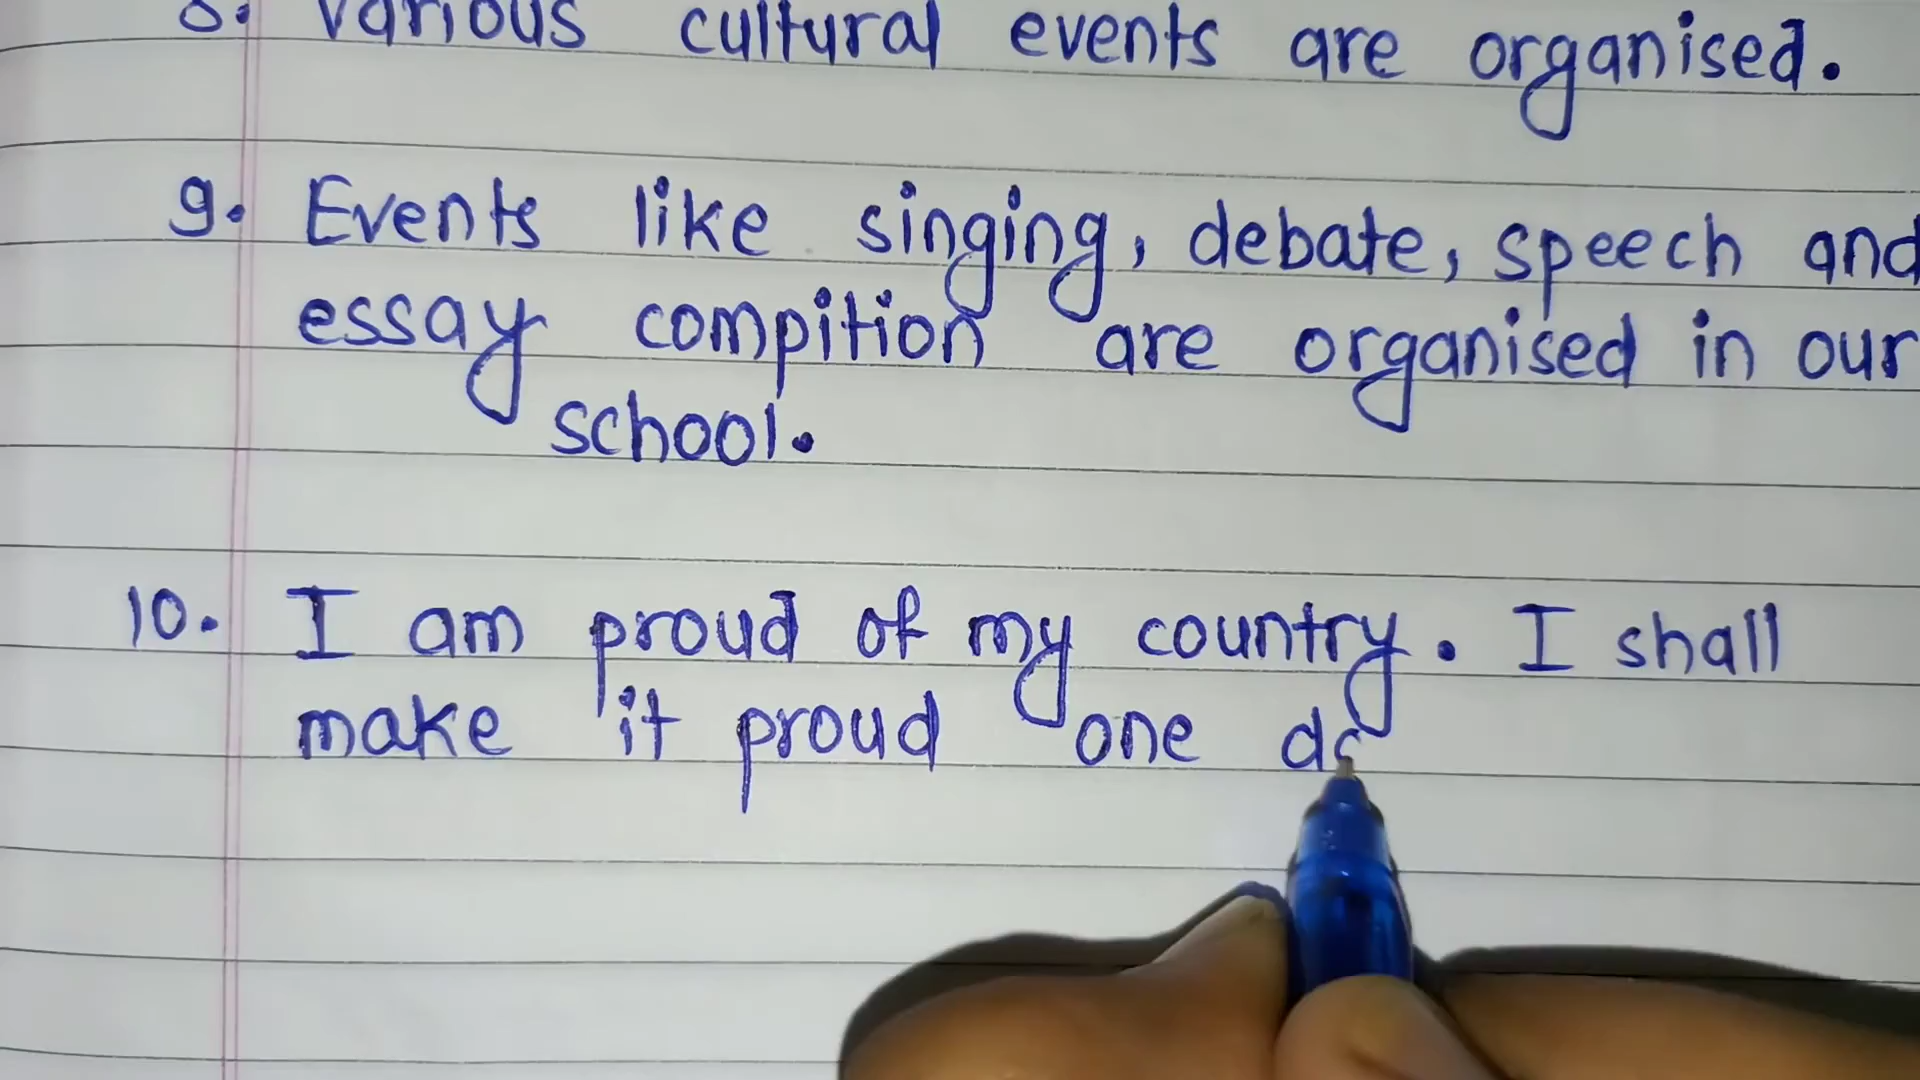 8. Various cultural events are organised.
9. Events like singing, debate, speech and
essay compition are organised in our
school.
10. I am proud of my country. I shall
make it proud one